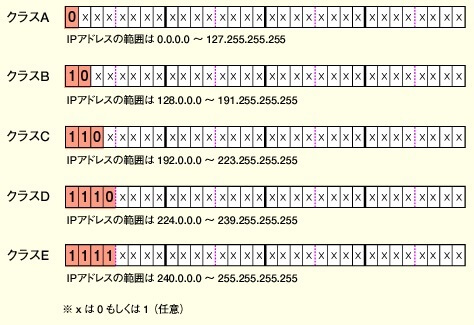 クラスA 0xxxxxxxxxxxxxxxxxxxxxxxxxxxxxxx
IPアドレスの範囲は 0.0.0.0 ～ 127.255.255.255
クラスB 10xxxxxxxxxxxxxxxxxxxxxxxxxxxxxx
IPアドレスの範囲は 128.0.0.0 ～ 191.255.255.255
クラスC 110xxxxxxxxxxxxxxxxxxxxxxxxxxxxx
IPアドレスの範囲は 192.0.0.0 ～ 223.255.255.255
クラスD 1110xxxxxxxxxxxxxxxxxxxxxxxxxxxx
IPアドレスの範囲は 224.0.0.0 ～ 239.255.255.255
クラスE 1111xxxxxxxxxxxxxxxxxxxxxxxxxxxx
IPアドレスの範囲は 240.0.0.0 ～ 255.255.255.255
※ x は 0 もしくは 1（任意）